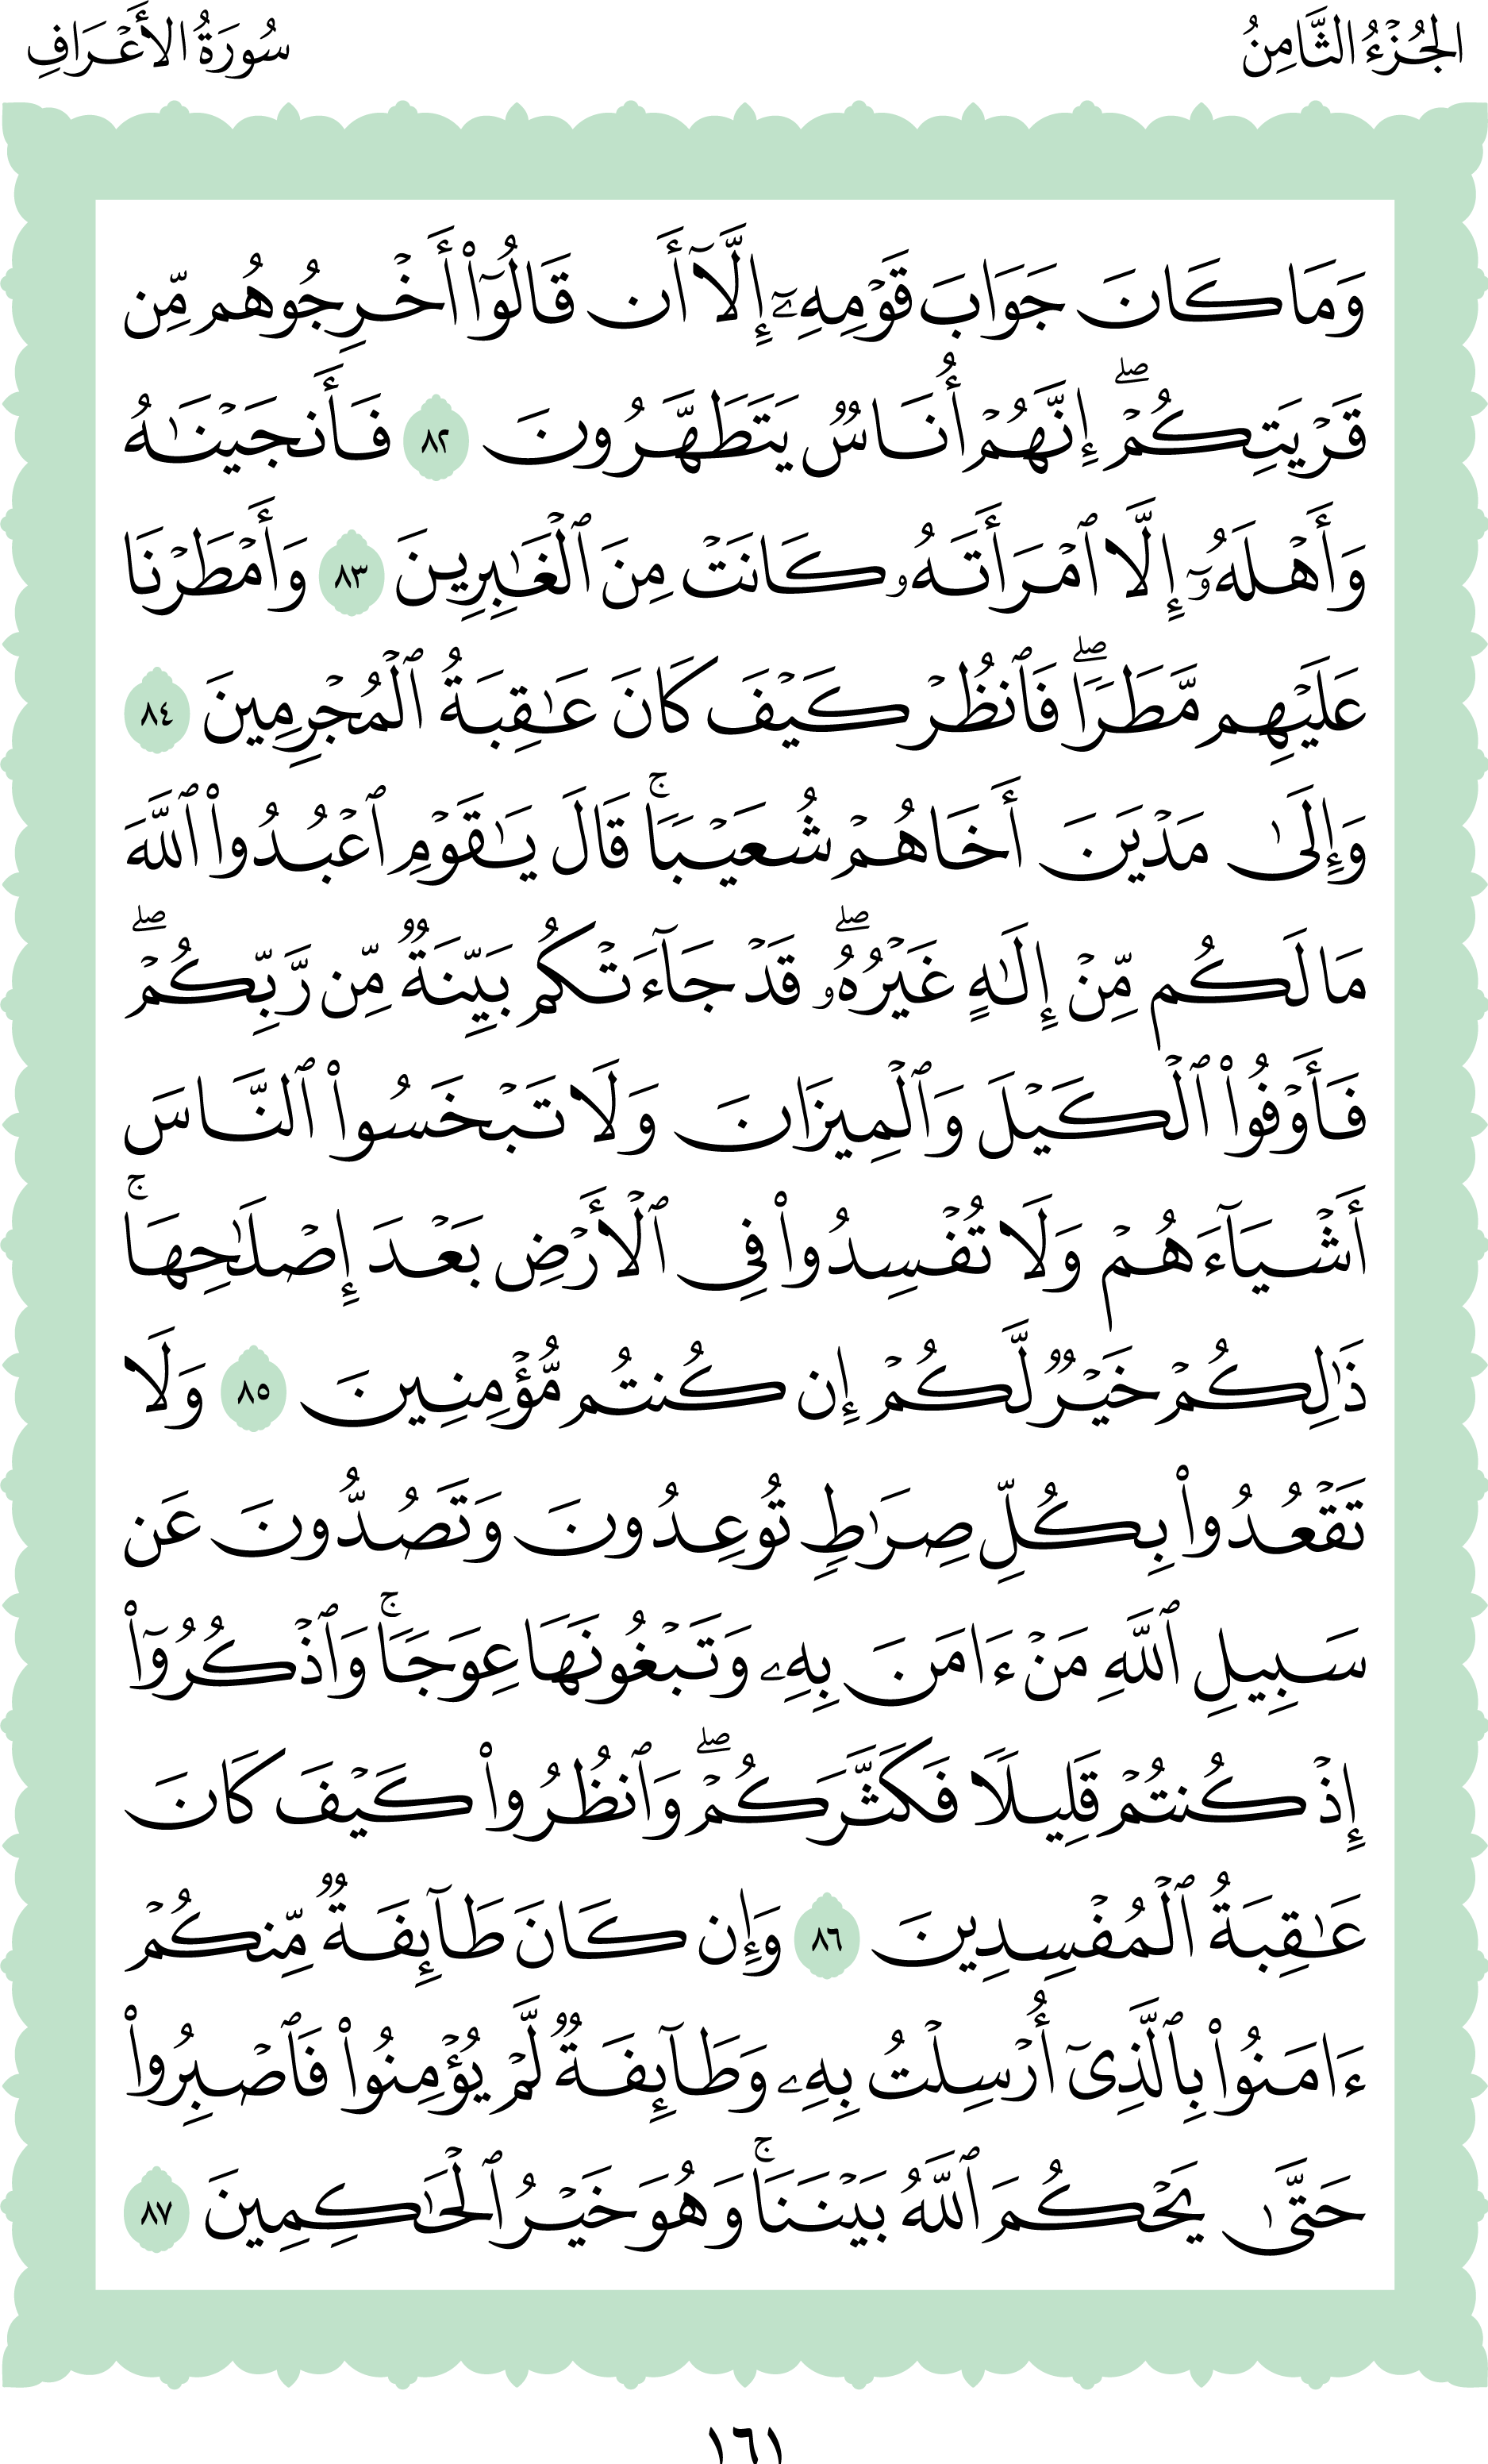 الجُزْءُ الثَّامِنُ
سُورَةُ الأَعْرَافِ
وَمَا كَانَ جَوَابَ قَوْمِهِۦٓ إِلَّآ أَن قَالُوٓا۟ أَخْرِجُوهُم مِّن
قَرْيَتِكُمْ ۖ إِنَّهُمْ أُنَاسٌ يَتَطَهَّرُونَ ٨٢ فَأَنجَيْنَـٰهُ
وَأَهْلَهُۥٓ إِلَّا ٱمْرَأَتَهُۥ كَانَتْ مِنَ ٱلْغَـٰبِرِينَ ٨٣ وَأَمْطَرْنَا
عَلَيْهِم مَّطَرًا ۖ فَٱنظُرْ كَيْفَ كَانَ عَـٰقِبَةُ ٱلْمُجْرِمِينَ ٨٤
وَإِلَىٰ مَدْيَنَ أَخَاهُمْ شُعَيْبًا ۚ قَالَ يَـٰقَوْمِ ٱعْبُدُوا۟ ٱللَّهَ
مَا لَكُم مِّنْ إِلَـٰهٍ غَيْرُهُۥ ۖ قَدْ جَآءَتْكُم بَيِّنَةٌ مِّن رَّبِّكُمْ ۖ
فَأَوْفُوا۟ ٱلْكَيْلَ وَٱلْمِيزَانَ وَلَا تَبْخَسُوا۟ ٱلنَّاسَ
أَشْيَآءَهُمْ وَلَا تُفْسِدُوا۟ فِى ٱلْأَرْضِ بَعْدَ إِصْلَـٰحِهَا ۚ
ذَٰلِكُمْ خَيْرٌ لَّكُمْ إِن كُنتُم مُّؤْمِنِينَ ٨٥ وَلَا
تَقْعُدُوا۟ بِكُلِّ صِرَٰطٍ تُوعِدُونَ وَتَصُدُّونَ عَن
سَبِيلِ ٱللَّهِ مَنْ ءَامَنَ بِهِۦ وَتَبْغُونَهَا عِوَجًا ۚ وَٱذْكُرُوٓا۟
إِذْ كُنتُمْ قَلِيلًا فَكَثَّرَكُمْ ۖ وَٱنظُرُوا۟ كَيْفَ كَانَ
عَـٰقِبَةُ ٱلْمُفْسِدِينَ ٨٦ وَإِن كَانَ طَآئِفَةٌ مِّنكُمْ
ءَامَنُوا۟ بِٱلَّذِىٓ أُرْسِلْتُ بِهِۦ وَطَآئِفَةٌ لَّمْ يُؤْمِنُوا۟ فَٱصْبِرُوا۟
حَتَّىٰ يَحْكُمَ ٱللَّهُ بَيْنَنَا ۚ وَهُوَ خَيْرُ ٱلْحَـٰكِمِينَ ٨٧
١٦١